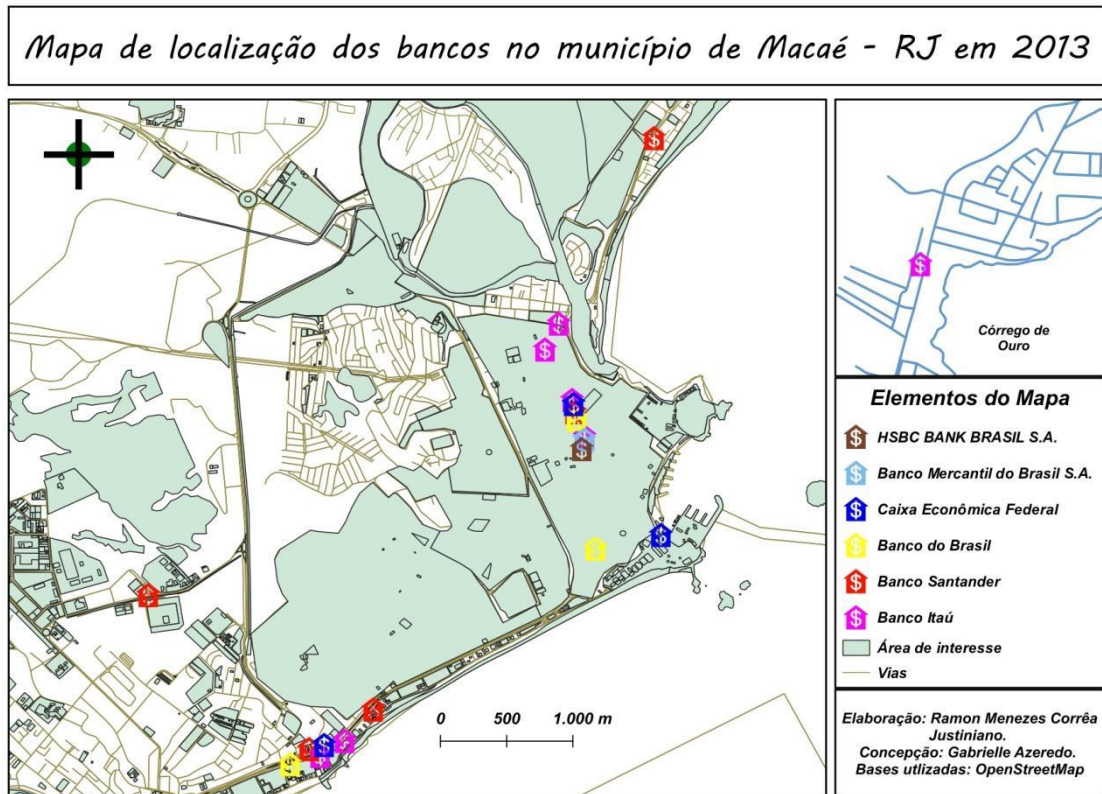 Mapa de localização dos bancos no município de Macaé - RJ em 2013
Córrego de
Ouro
Elementos do Mapa
$ HSBC BANK BRASIL S.A.
$ Banco Mercantil do Brasil S.A.
$ Caixa Econômica Federal
$ Banco do Brasil
$ Banco Santander
$ Banco Itaú
Área de interesse
Vias
0 500 1.000 m
Elaboração: Ramon Menezes Corrêa
Justiniano.
Concepção: Gabrielle Azeredo.
Bases utlizadas: OpenStreetMap